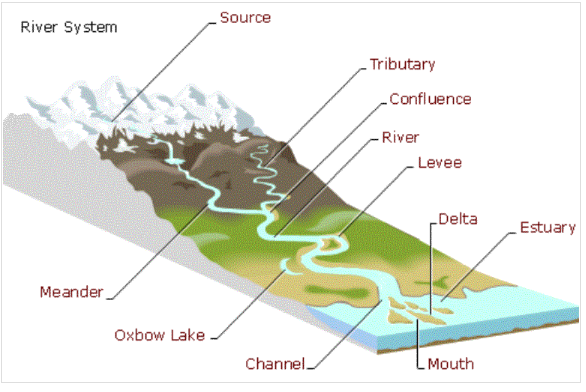 River System
Source
Tributary
Confluence
River
Levee
Delta
Estuary
Meander
Oxbow Lake
Channel
Mouth